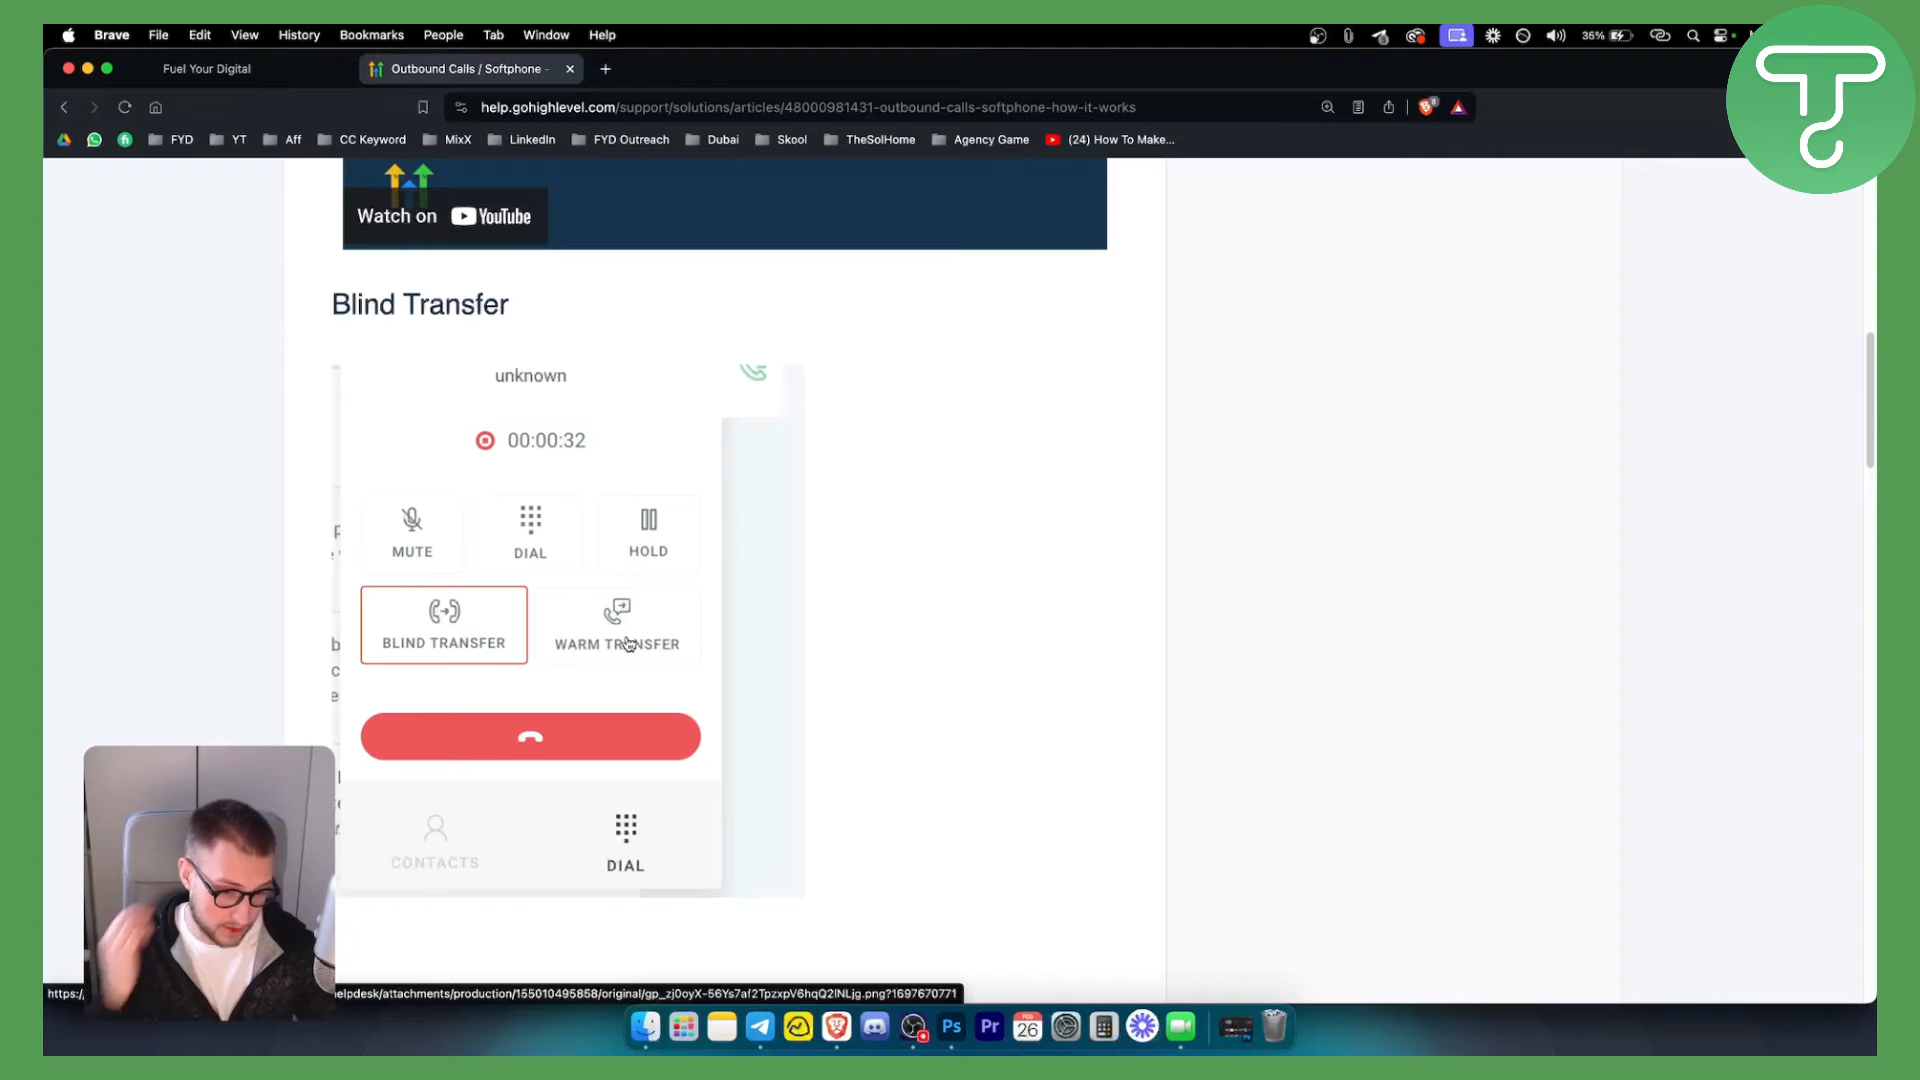 Brave File Edit View History Bookmarks People Tab Window Help 35%
Fuel Your Digital Outbound Calls / Softphone -
help.gohighlevel.com/support/solutions/articles/48000981431-outbound-calls-softphone-how-it-works
FYD YT Aff CC Keyword MixX LinkedIn FYD Outreach Dubai Skool TheSolHome Agency Game (24) How To Make...
Watch on YouTube
Blind Transfer
unknown
00:00:32
MUTE DIAL HOLD
BLIND TRANSFER WARM TRANSFER
CONTACTS DIAL
https:/
elpdesk/attachments/production/155010495858/original/gp_zj0oyX-56Ys7af2TpzxpV6hqQ2INLjg.png?1697670771
Ps Pr FEB 26